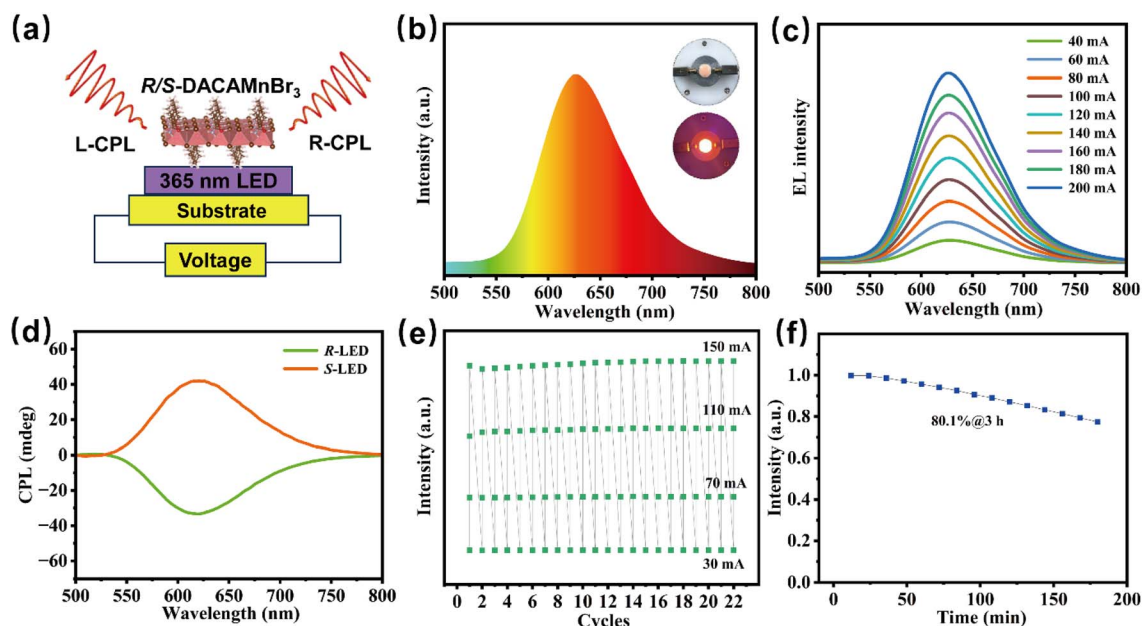 (a)
R/S-DACAMnBr₃
L-CPL
R-CPL
365 nm LED
Substrate
Voltage
(b)
Intensity (a.u.)
500 550 600 650 700 750 800
Wavelength (nm)
(c)
EL intensity
40 mA
60 mA
80 mA
100 mA
120 mA
140 mA
160 mA
180 mA
200 mA
500 550 600 650 700 750 800
Wavelength (nm)
(d)
CPL (mdeg)
60
40
20
0
−20
−40
−60
R-LED
S-LED
500 550 600 650 700 750 800
Wavelength (nm)
(e)
Intensity (a.u.)
150 mA
110 mA
70 mA
30 mA
0 2 4 6 8 10 12 14 16 18 20 22
Cycles
(f)
Intensity (a.u.)
1.0
0.8
0.6
0.4
0.2
0.0
80.1%@3 h
0 50 100 150 200
Time (min)